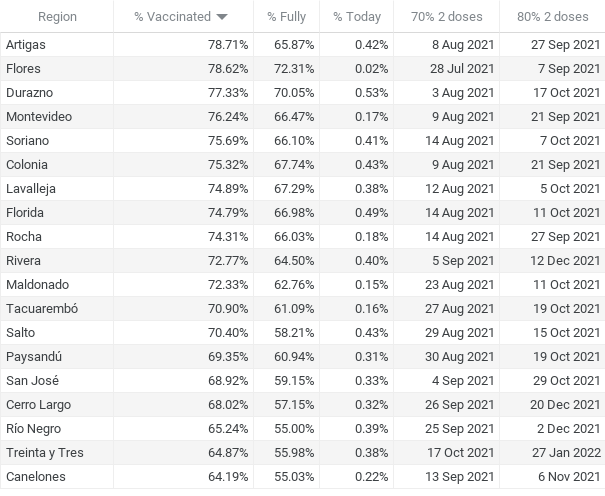 Region % Vaccinated % Fully % Today 70% 2 doses 80% 2 doses
Artigas 78.71% 65.87% 0.42% 8 Aug 2021 27 Sep 2021
Flores 78.62% 72.31% 0.02% 28 Jul 2021 7 Sep 2021
Durazno 77.33% 70.05% 0.53% 3 Aug 2021 17 Oct 2021
Montevideo 76.24% 66.47% 0.17% 9 Aug 2021 21 Sep 2021
Soriano 75.69% 66.10% 0.41% 14 Aug 2021 7 Oct 2021
Colonia 75.32% 67.74% 0.43% 9 Aug 2021 21 Sep 2021
Lavalleja 74.89% 67.29% 0.38% 12 Aug 2021 5 Oct 2021
Florida 74.79% 66.98% 0.49% 14 Aug 2021 11 Oct 2021
Rocha 74.31% 66.03% 0.18% 14 Aug 2021 27 Sep 2021
Rivera 72.77% 64.50% 0.40% 5 Sep 2021 12 Dec 2021
Maldonado 72.33% 62.76% 0.15% 23 Aug 2021 11 Oct 2021
Tacuarembó 70.90% 61.09% 0.16% 27 Aug 2021 19 Oct 2021
Salto 70.40% 58.21% 0.43% 29 Aug 2021 15 Oct 2021
Paysandú 69.35% 60.94% 0.31% 30 Aug 2021 19 Oct 2021
San José 68.92% 59.15% 0.33% 4 Sep 2021 29 Oct 2021
Cerro Largo 68.02% 57.15% 0.32% 26 Sep 2021 20 Dec 2021
Río Negro 65.24% 55.00% 0.39% 25 Sep 2021 2 Dec 2021
Treinta y Tres 64.87% 55.98% 0.38% 17 Oct 2021 27 Jan 2022
Canelones 64.19% 55.03% 0.22% 13 Sep 2021 6 Nov 2021